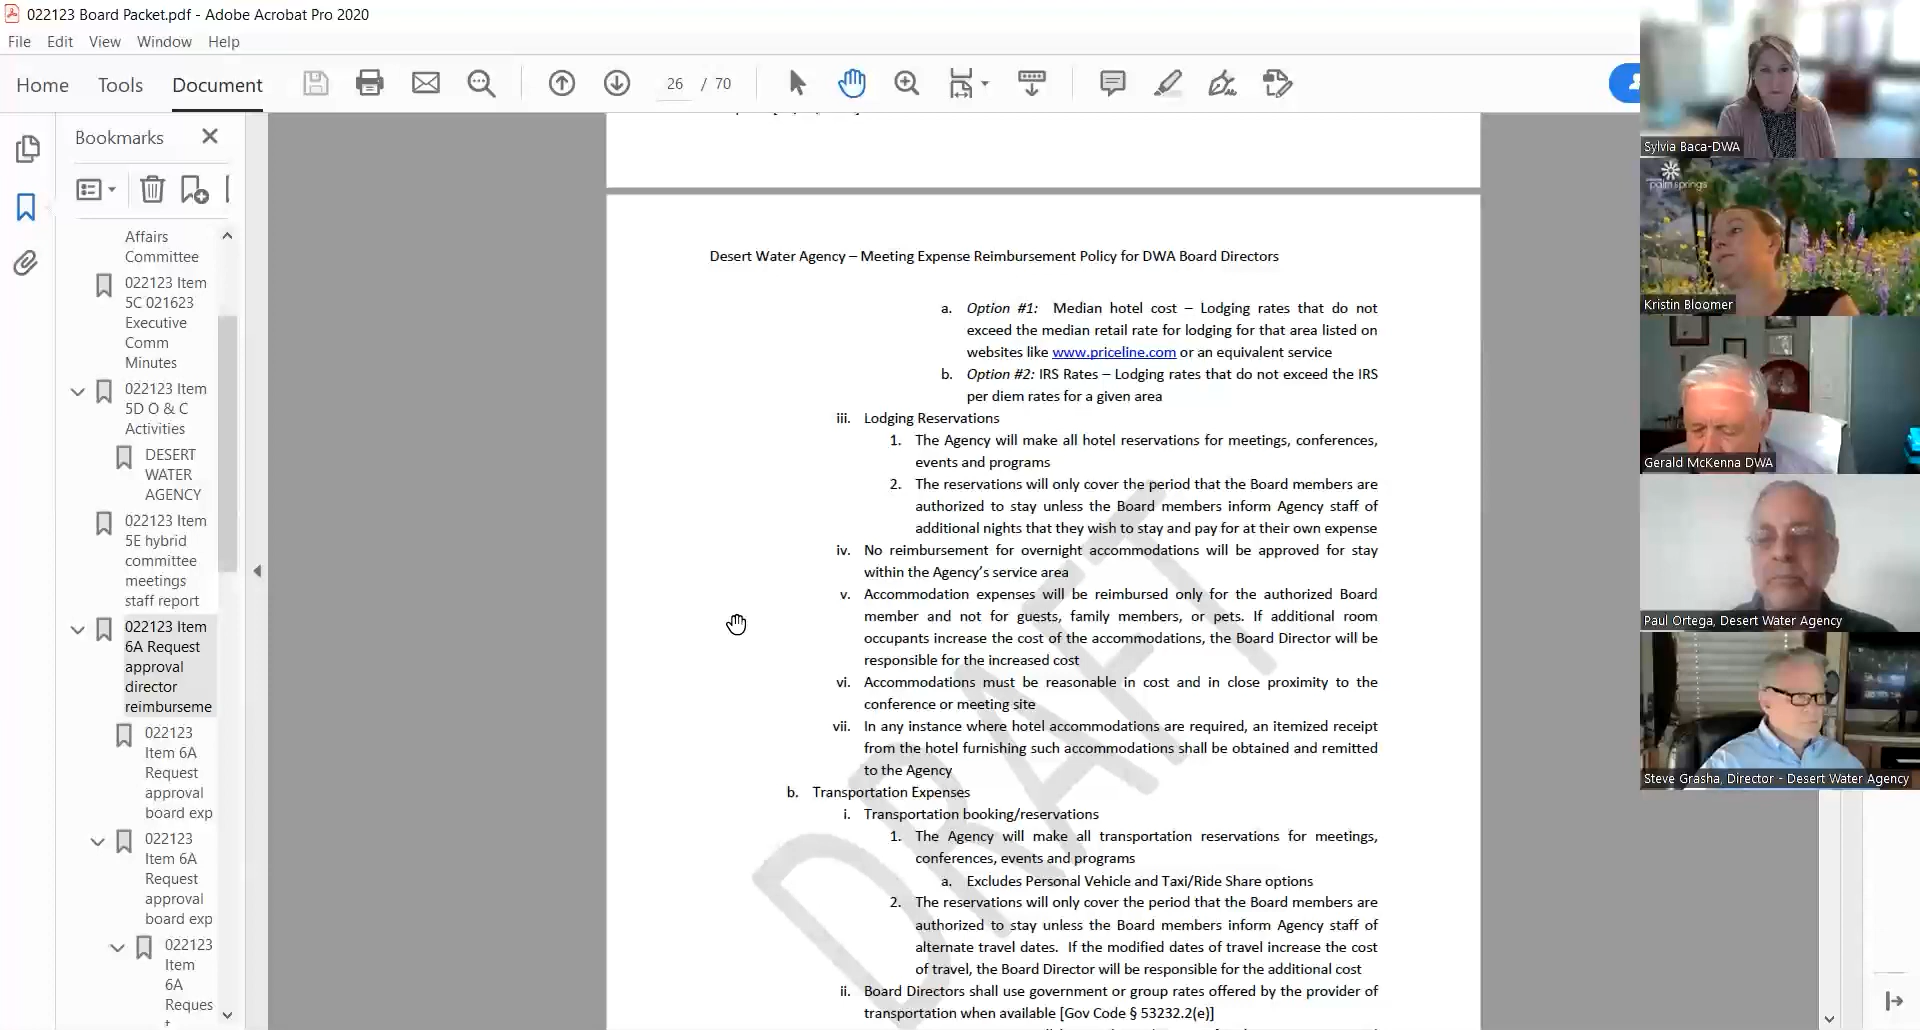 022123 Board Packet.pdf - Adobe Acrobat Pro 2020
File Edit View Window Help
Home Tools Document 26 / 70
Bookmarks
Affairs
Committee
022123 Item
5C 021623
Executive
Comm
Minutes
022123 Item
5D O & C
Activities
DESERT
WATER
AGENCY
022123 Item
5E hybrid
committee
meetings
staff report
022123 Item
6A Request
approval
director
reimburseme
022123
Item 6A
Request
approval
board exp
022123
Item 6A
Request
approval
board exp
022123
Item
6A
Reques
t
Desert Water Agency – Meeting Expense Reimbursement Policy for DWA Board Directors
a. Option #1: Median hotel cost – Lodging rates that do not
exceed the median retail rate for lodging for that area listed on
websites like www.priceline.com or an equivalent service
b. Option #2: IRS Rates – Lodging rates that do not exceed the IRS
per diem rates for a given area
iii. Lodging Reservations
1. The Agency will make all hotel reservations for meetings, conferences,
events and programs
2. The reservations will only cover the period that the Board members are
authorized to stay unless the Board members inform Agency staff of
additional nights that they wish to stay and pay for at their own expense
iv. No reimbursement for overnight accommodations will be approved for stay
within the Agency's service area
v. Accommodation expenses will be reimbursed only for the authorized Board
member and not for guests, family members, or pets. If additional room
occupants increase the cost of the accommodations, the Board Director will be
responsible for the increased cost
vi. Accommodations must be reasonable in cost and in close proximity to the
conference or meeting site
vii. In any instance where hotel accommodations are required, an itemized receipt
from the hotel furnishing such accommodations shall be obtained and remitted
to the Agency
b. Transportation Expenses
i. Transportation booking/reservations
1. The Agency will make all transportation reservations for meetings,
conferences, events and programs
a. Excludes Personal Vehicle and Taxi/Ride Share options
2. The reservations will only cover the period that the Board members are
authorized to stay unless the Board members inform Agency staff of
alternate travel dates. If the modified dates of travel increase the cost
of travel, the Board Director will be responsible for the additional cost
ii. Board Directors shall use government or group rates offered by the provider of
transportation when available [Gov Code § 53232.2(e)]
DRAFT
Sylvia Baca-DWA
palm springs
Kristin Bloomer
Gerald McKenna DWA
Paul Ortega, Desert Water Agency
Steve Grasha, Director - Desert Water Agency